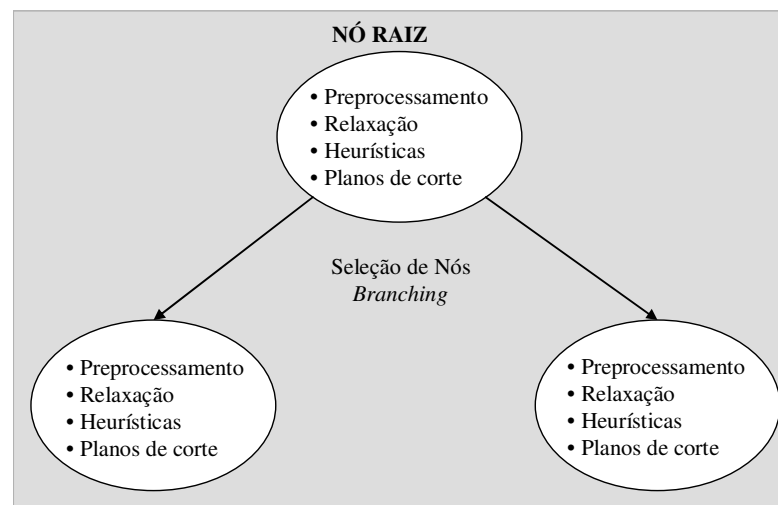 NÓ RAIZ
• Preprocessamento
• Relaxação
• Heurísticas
• Planos de corte
Seleção de Nós
Branching
• Preprocessamento
• Relaxação
• Heurísticas
• Planos de corte
• Preprocessamento
• Relaxação
• Heurísticas
• Planos de corte